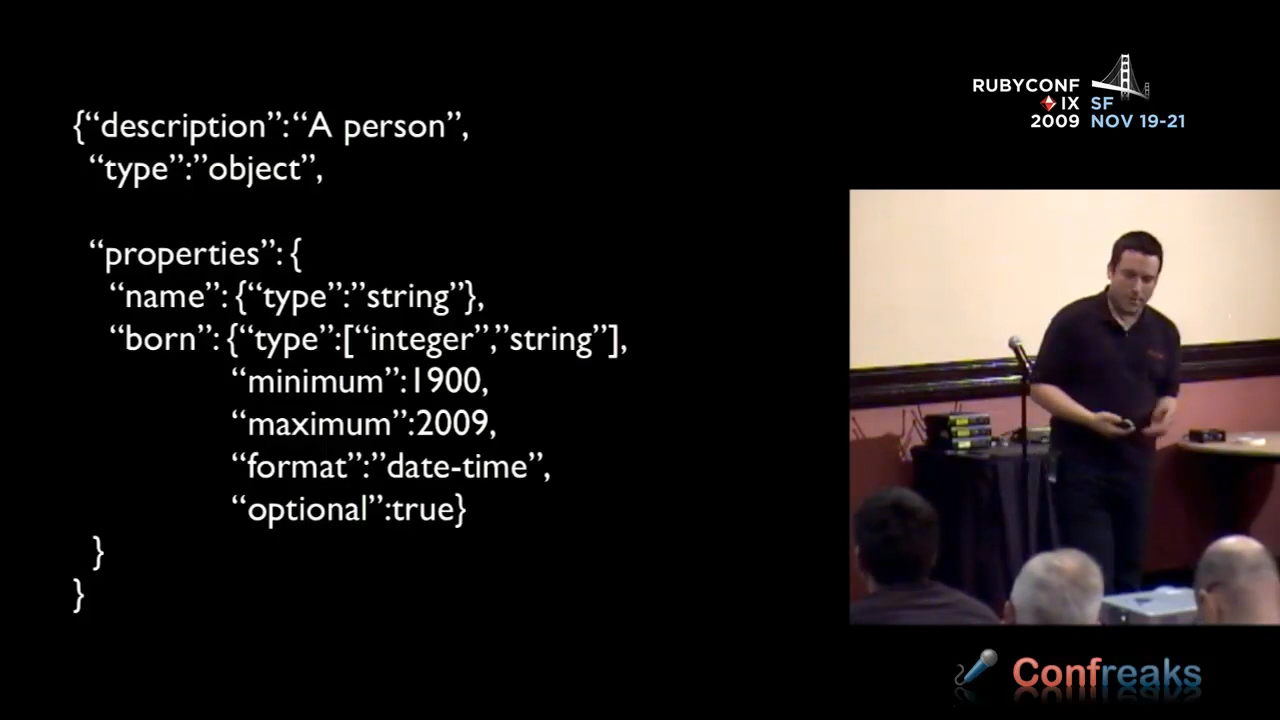 {“description”:“A person”,
“type”:”object”,
“properties”: {
“name”: {“type”:”string”},
“born”: {“type”:[“integer”,”string”],
“minimum”:1900,
“maximum”:2009,
“format”:”date-time”,
“optional”:true}
}
}
RUBYCONF
IX SF
2009 NOV 19-21
Confreaks